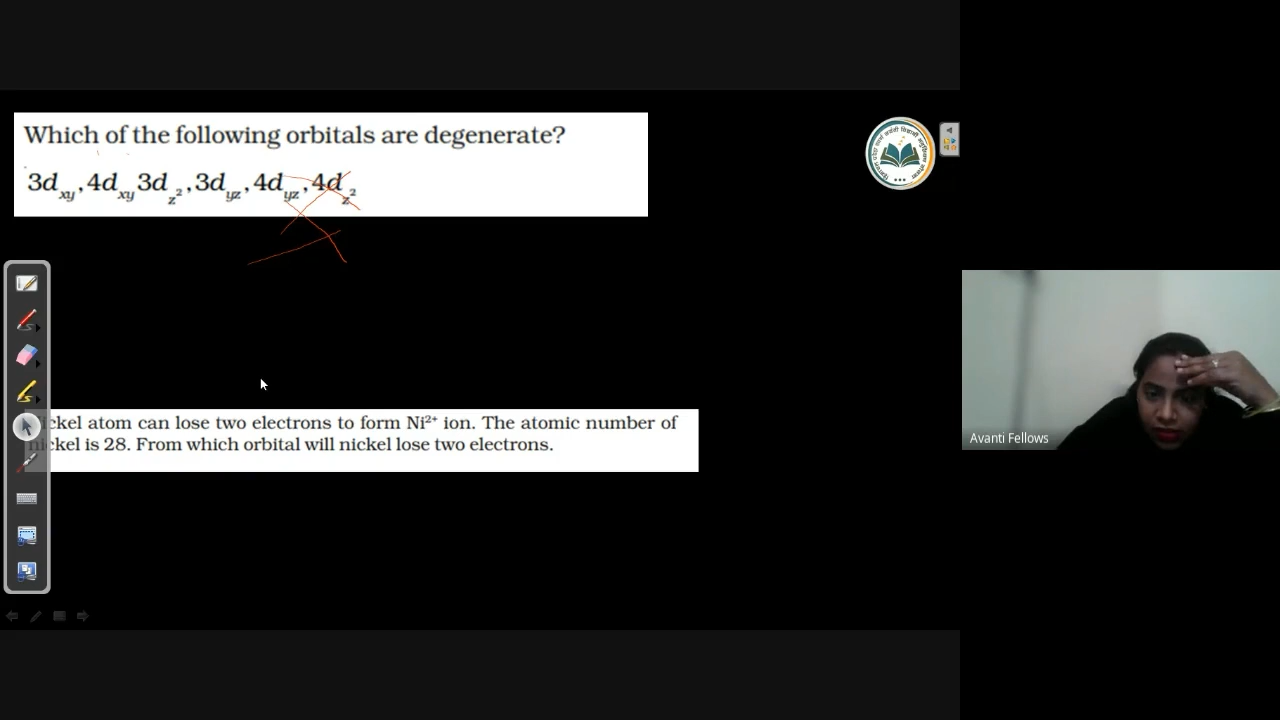 Which of the following orbitals are degenerate?
3dxy, 4dxy 3dz², 3dyz, 4dyz, 4dz²
ckel atom can lose two electrons to form Ni²⁺ ion. The atomic number of
nickel is 28. From which orbital will nickel lose two electrons.
Avanti Fellows